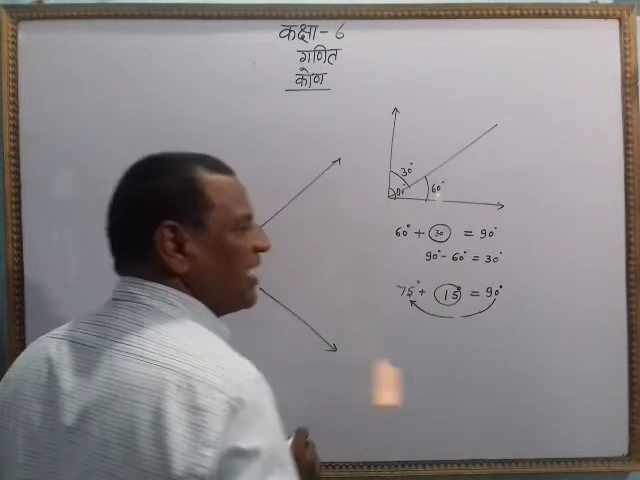 कक्षा - 6
गणित
कोण
30°
90°
60°
60° + 30° = 90°
90° - 60° = 30°
75° + 15° = 90°